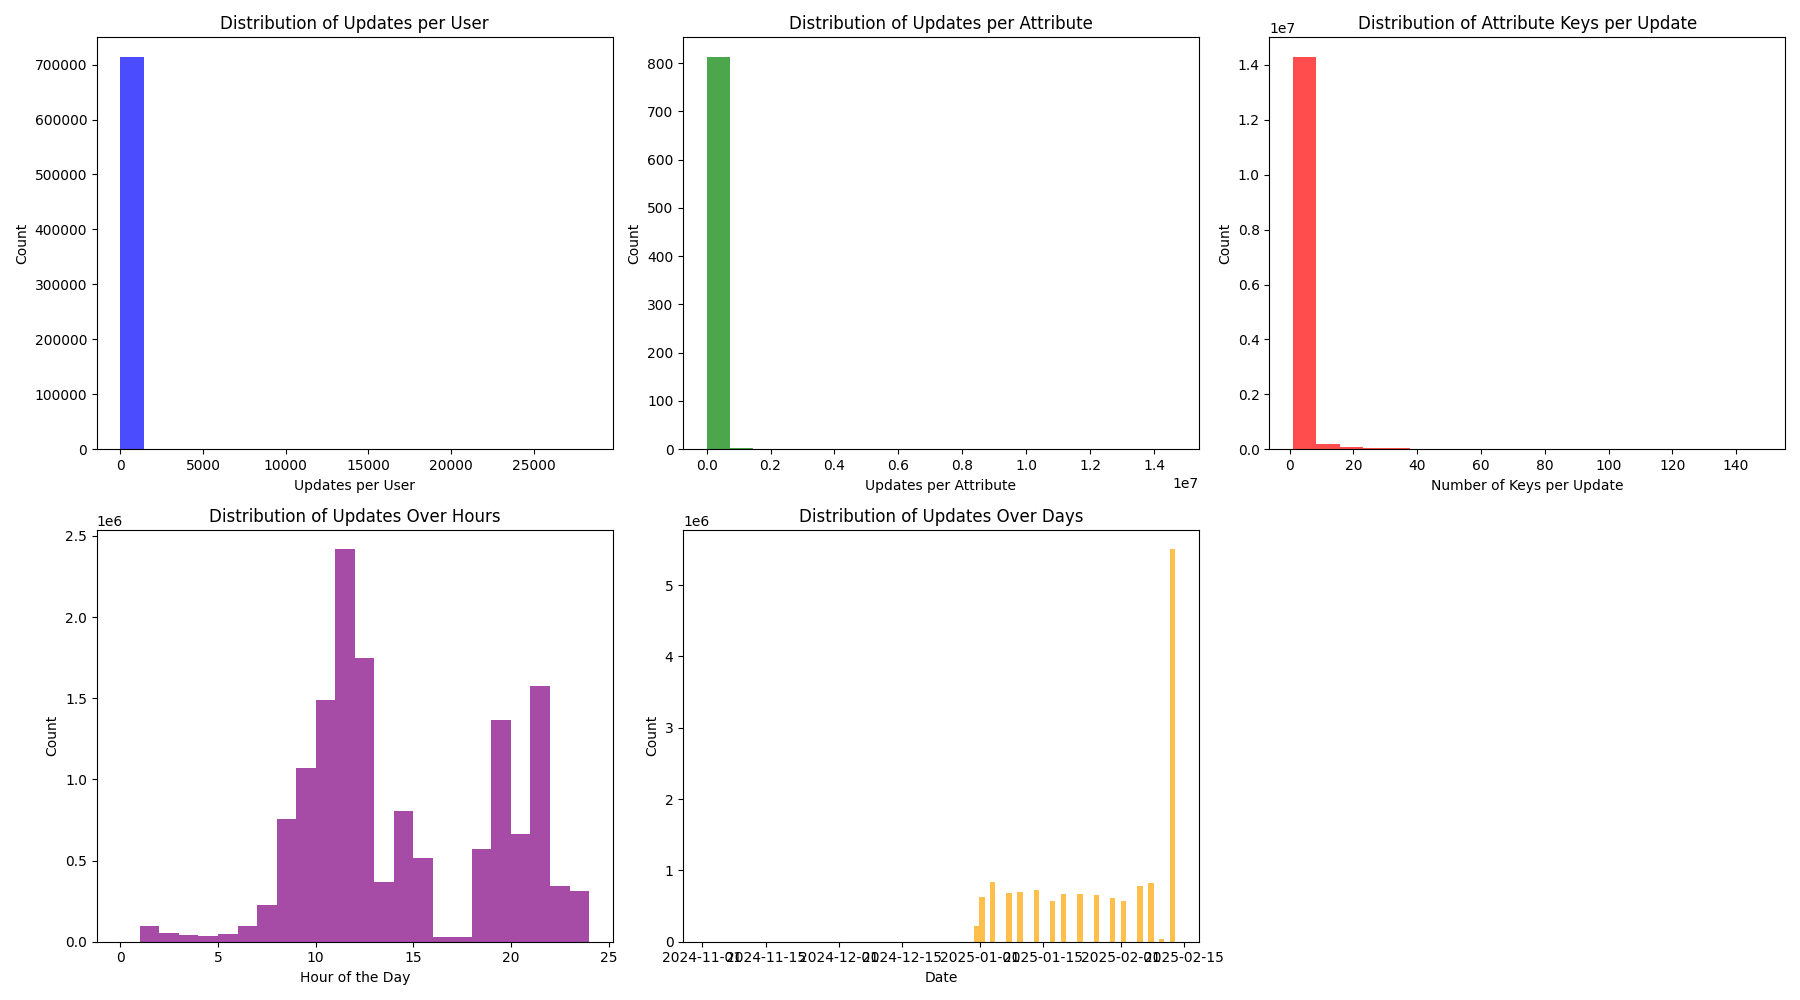 Distribution of Updates per User
700000
600000
500000
400000
300000
200000
100000
0
Count
0 5000 10000 15000 20000 25000
Updates per User
Distribution of Updates per Attribute
800
700
600
500
400
300
200
100
0
Count
0.0 0.2 0.4 0.6 0.8 1.0 1.2 1.4
Updates per Attribute
1e7
Distribution of Attribute Keys per Update
1e7
1.4
1.2
1.0
0.8
0.6
0.4
0.2
0.0
Count
0 20 40 60 80 100 120 140
Number of Keys per Update
Distribution of Updates Over Hours
1e6
2.5
2.0
1.5
1.0
0.5
0.0
Count
0 5 10 15 20 25
Hour of the Day
Distribution of Updates Over Days
1e6
5
4
3
2
1
0
Count
2024-11-01 2024-11-15 2024-12-01 2024-12-15 2025-01-01 2025-01-15 2025-02-01 2025-02-15
Date